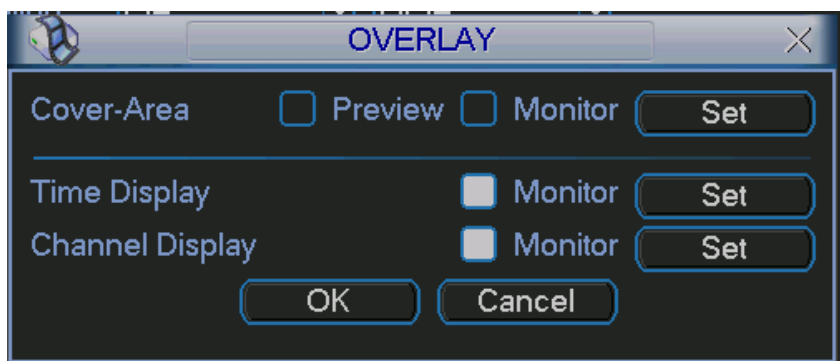 OVERLAY
Cover-Area Preview Monitor Set
Time Display Monitor Set
Channel Display Monitor Set
OK Cancel